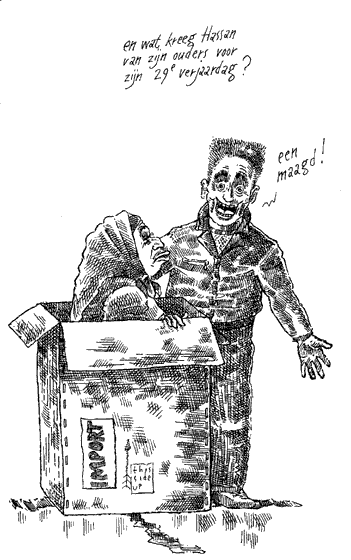 en wat kreeg Hassan
van zijn ouders voor
zijn 29e verjaardag?
een
maagd!
IMPORT
this
side
up